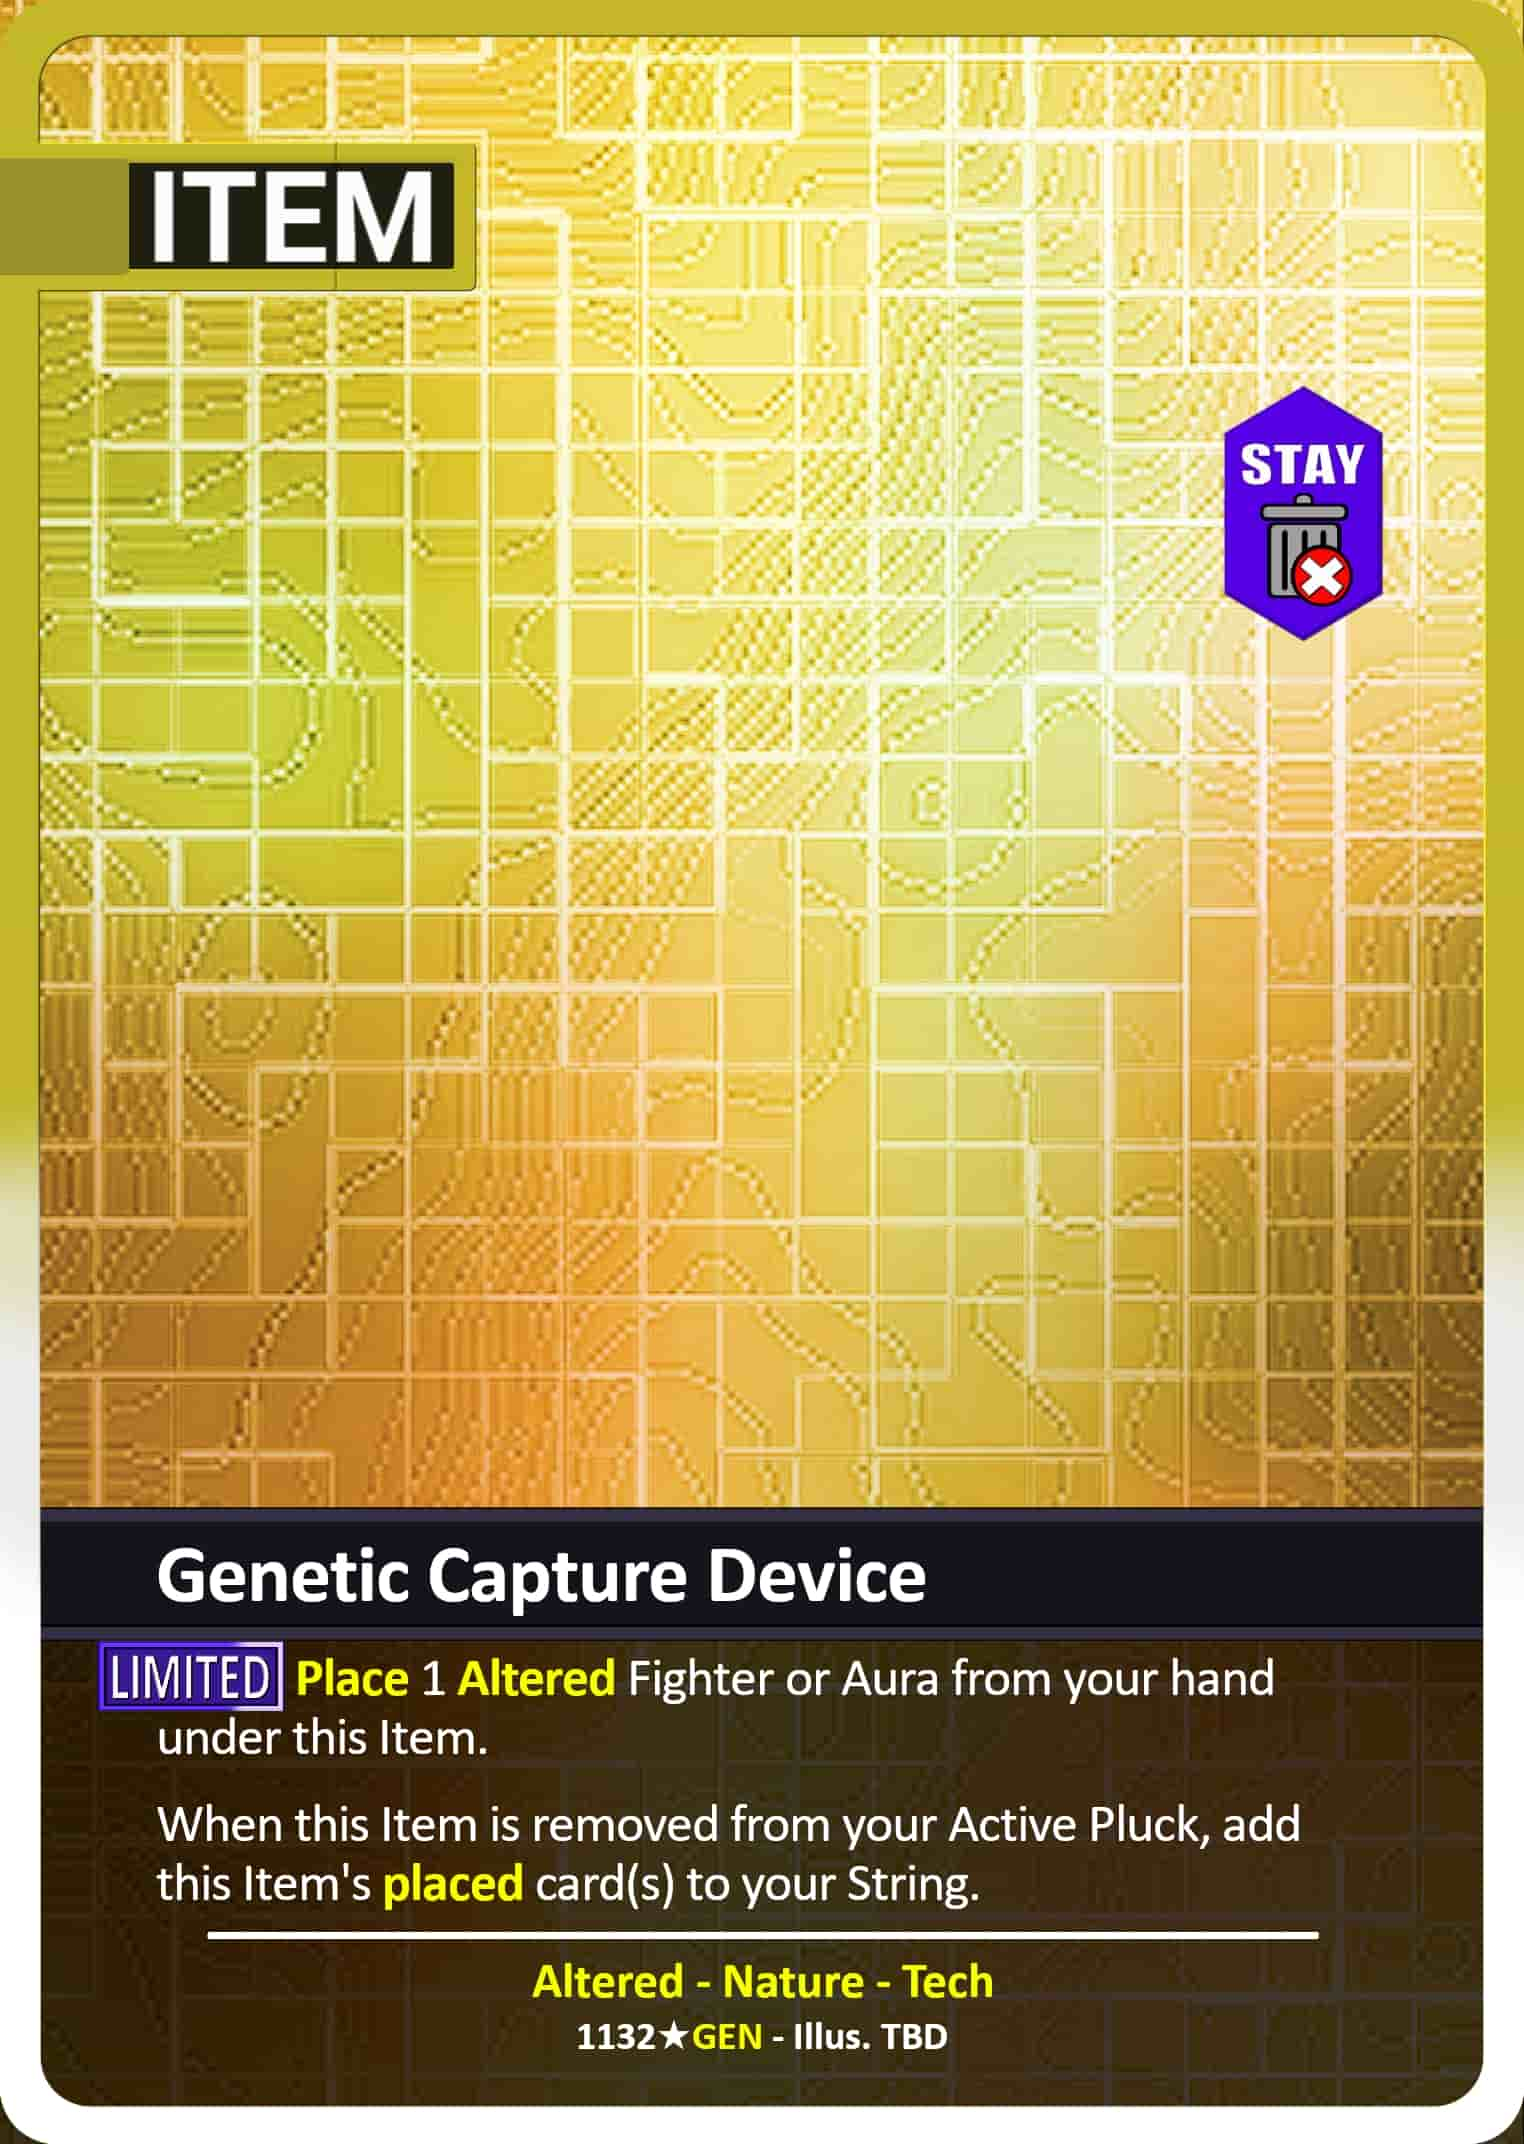 ITEM
STAY
Genetic Capture Device
LIMITED Place 1 Altered Fighter or Aura from your hand
under this Item.
When this Item is removed from your Active Pluck, add
this Item's placed card(s) to your String.
Altered - Nature - Tech
1132★GEN - Illus. TBD